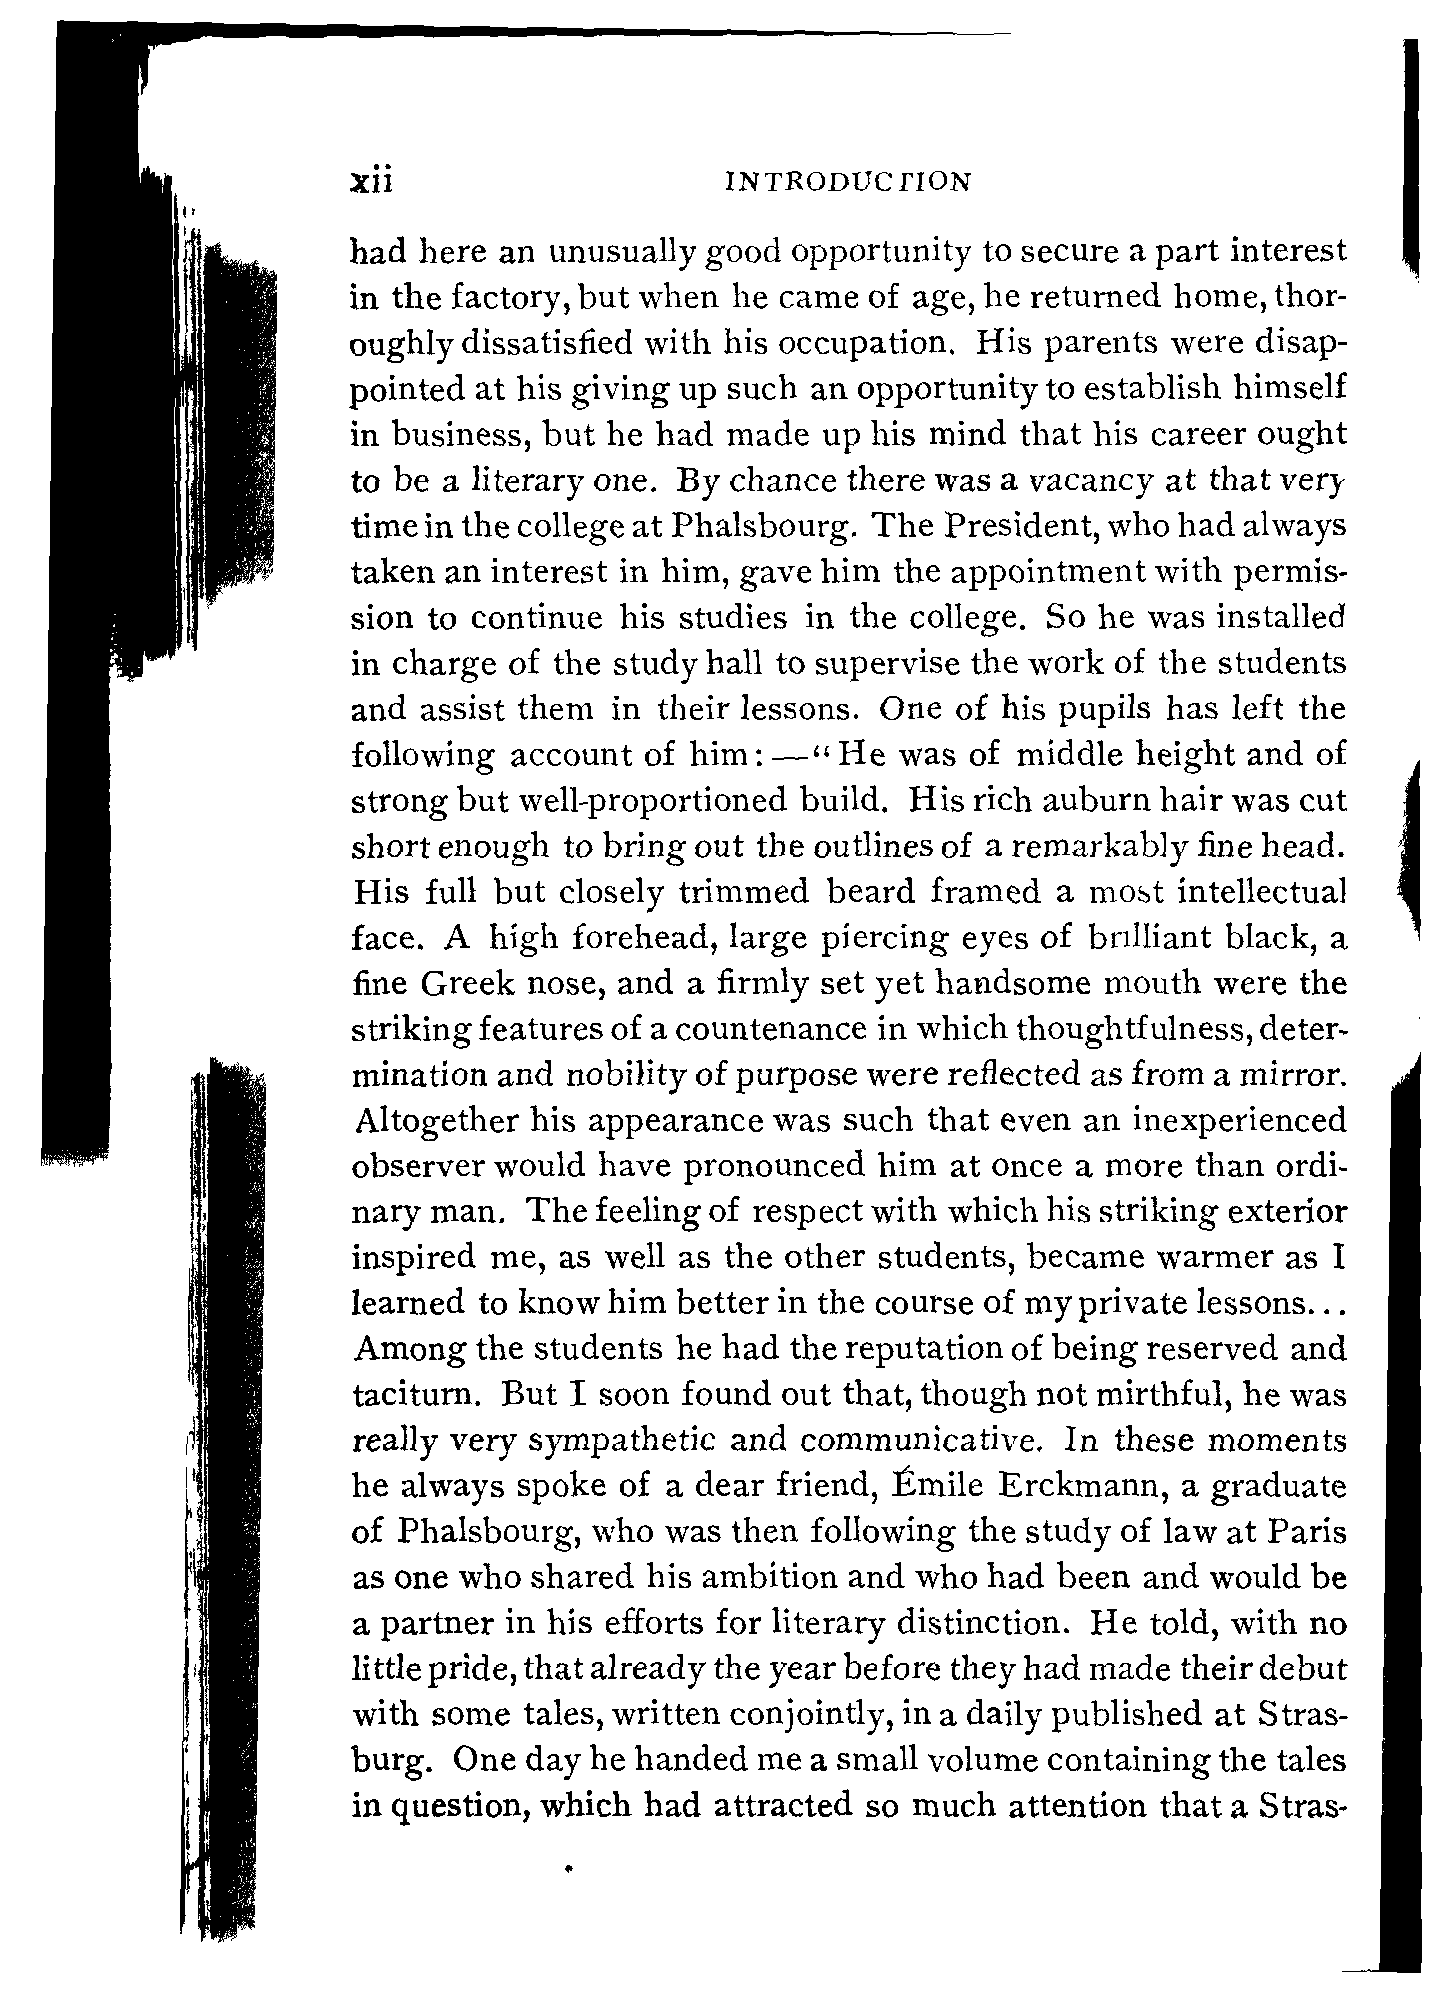 xii INTRODUCTION
had here an unusually good opportunity to secure a part interest
in the factory, but when he came of age, he returned home, thor-
oughly dissatisfied with his occupation. His parents were disap-
pointed at his giving up such an opportunity to establish himself
in business, but he had made up his mind that his career ought
to be a literary one. By chance there was a vacancy at that very
time in the college at Phalsbourg. The President, who had always
taken an interest in him, gave him the appointment with permis-
sion to continue his studies in the college. So he was installed
in charge of the study hall to supervise the work of the students
and assist them in their lessons. One of his pupils has left the
following account of him: —“He was of middle height and of
strong but well-proportioned build. His rich auburn hair was cut
short enough to bring out the outlines of a remarkably fine head.
His full but closely trimmed beard framed a most intellectual
face. A high forehead, large piercing eyes of brilliant black, a
fine Greek nose, and a firmly set yet handsome mouth were the
striking features of a countenance in which thoughtfulness, deter-
mination and nobility of purpose were reflected as from a mirror.
Altogether his appearance was such that even an inexperienced
observer would have pronounced him at once a more than ordi-
nary man. The feeling of respect with which his striking exterior
inspired me, as well as the other students, became warmer as I
learned to know him better in the course of my private lessons...
Among the students he had the reputation of being reserved and
taciturn. But I soon found out that, though not mirthful, he was
really very sympathetic and communicative. In these moments
he always spoke of a dear friend, Émile Erckmann, a graduate
of Phalsbourg, who was then following the study of law at Paris
as one who shared his ambition and who had been and would be
a partner in his efforts for literary distinction. He told, with no
little pride, that already the year before they had made their debut
with some tales, written conjointly, in a daily published at Stras-
burg. One day he handed me a small volume containing the tales
in question, which had attracted so much attention that a Stras-